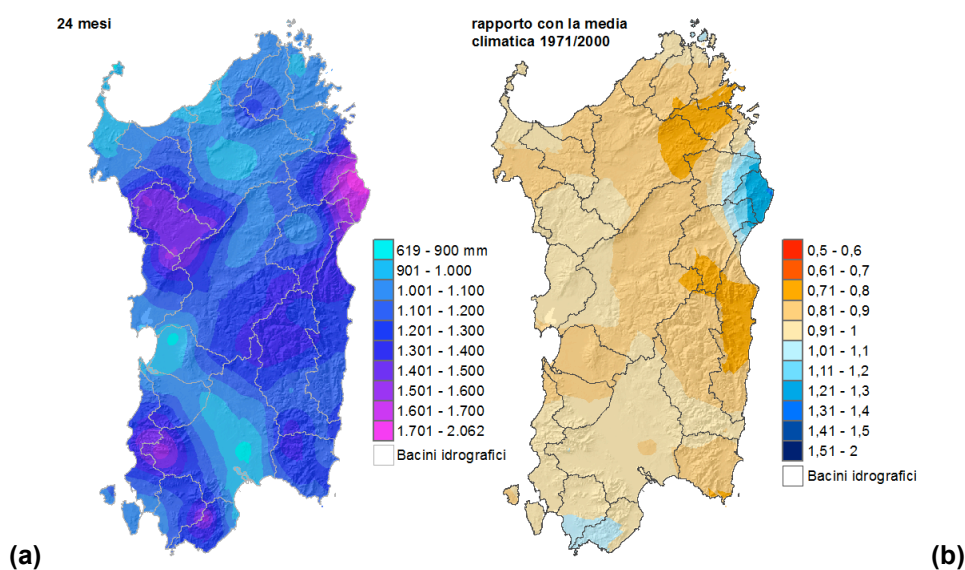 24 mesi
619 - 900 mm
901 - 1.000
1.001 - 1.100
1.101 - 1.200
1.201 - 1.300
1.301 - 1.400
1.401 - 1.500
1.501 - 1.600
1.601 - 1.700
1.701 - 2.062
Bacini idrografici
(a)
rapporto con la media
climatica 1971/2000
0,5 - 0,6
0.61 - 0,7
0.71 - 0,8
0.81 - 0,9
0.91 - 1
1,01 - 1,1
1,11 - 1,2
1,21 - 1,3
1,31 - 1,4
1,41 - 1,5
1,51 - 2
Bacini idrografici
(b)